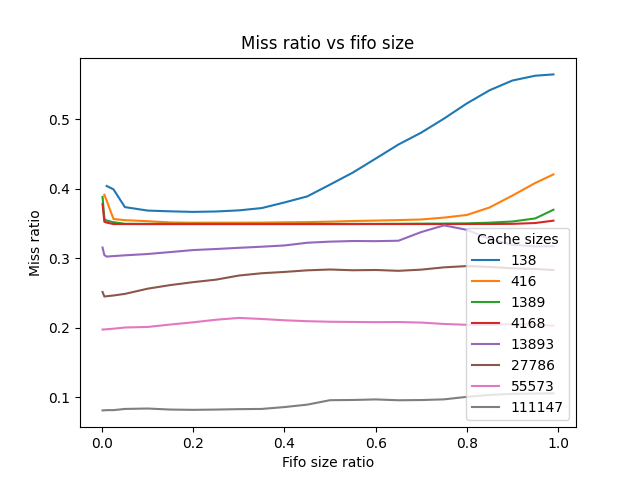 Miss ratio vs fifo size
Miss ratio
0.5
0.4
0.3
0.2
0.1
0.0 0.2 0.4 0.6 0.8 1.0
Fifo size ratio
Cache sizes
138
416
1389
4168
13893
27786
55573
111147